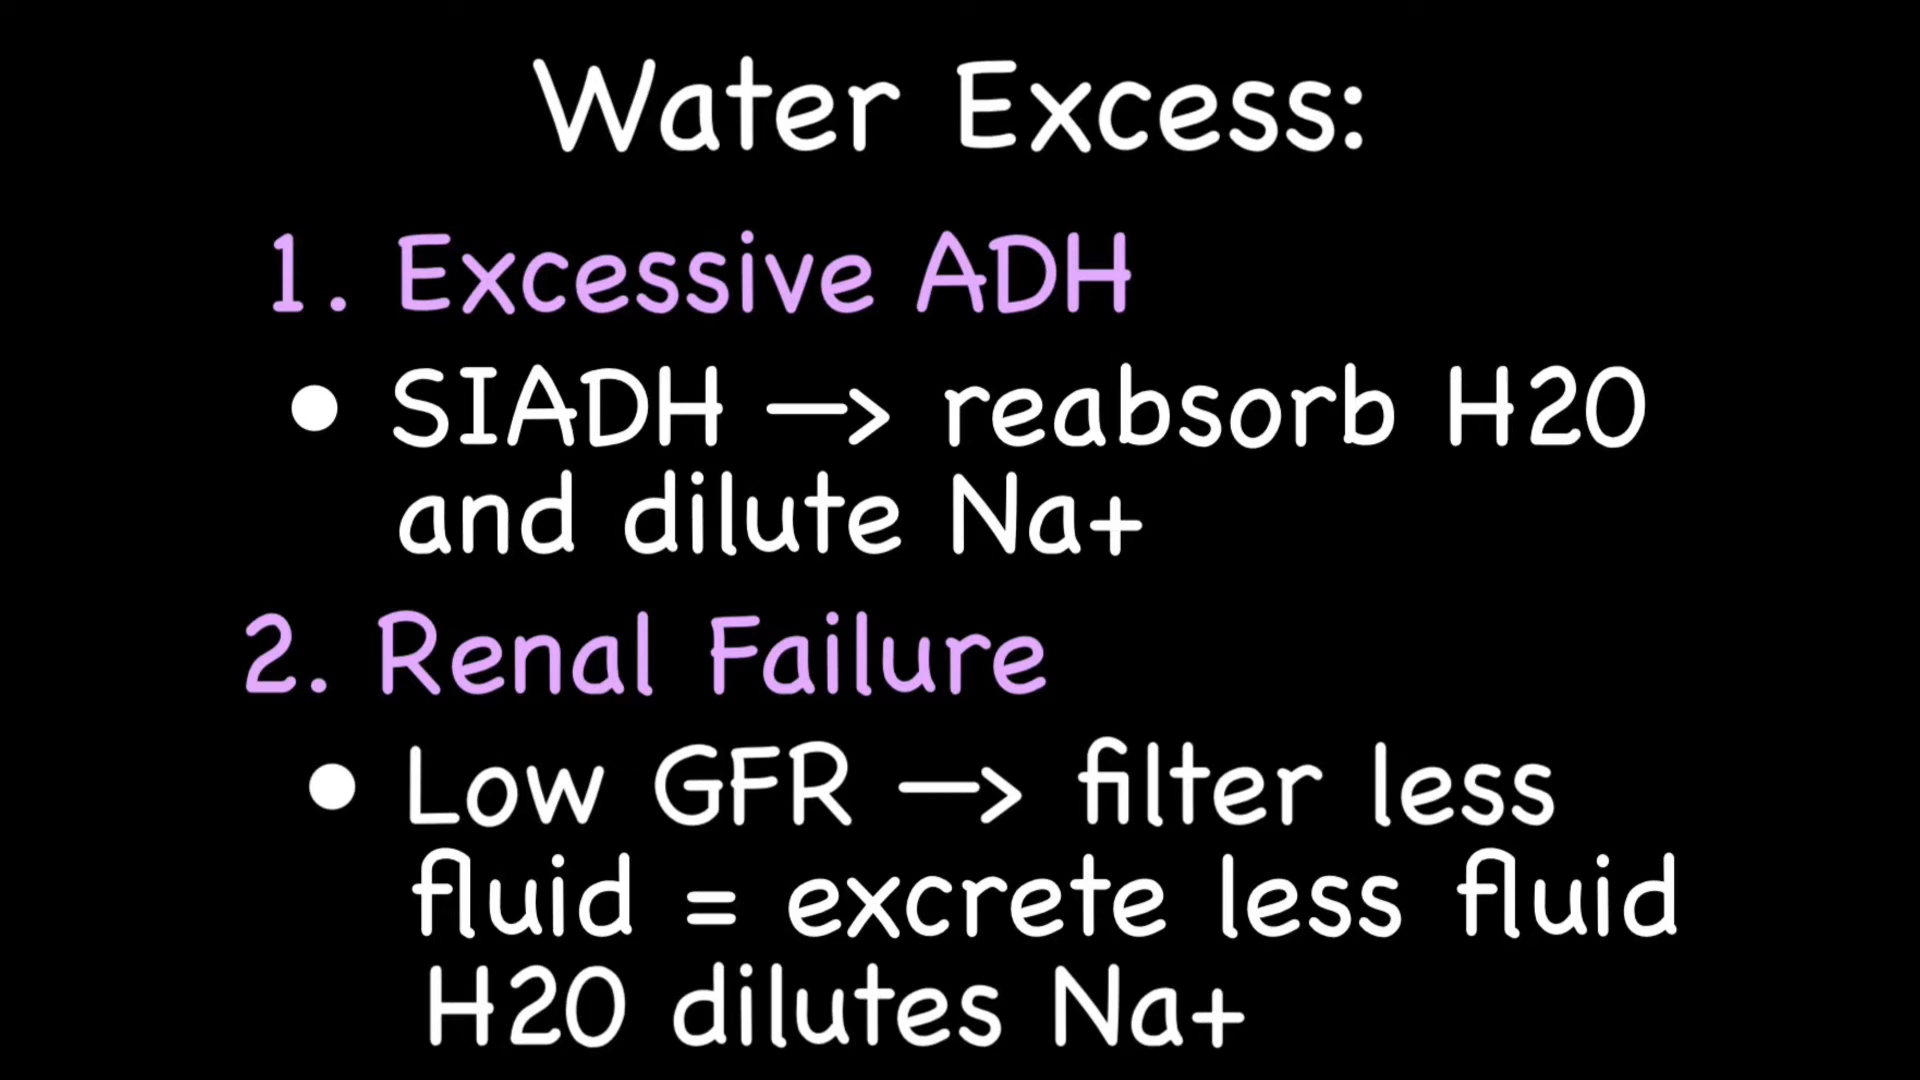 Water Excess:
1. Excessive ADH
• SIADH —> reabsorb H20
and dilute Na+
2. Renal Failure
• Low GFR —> filter less
fluid = excrete less fluid
H20 dilutes Na+